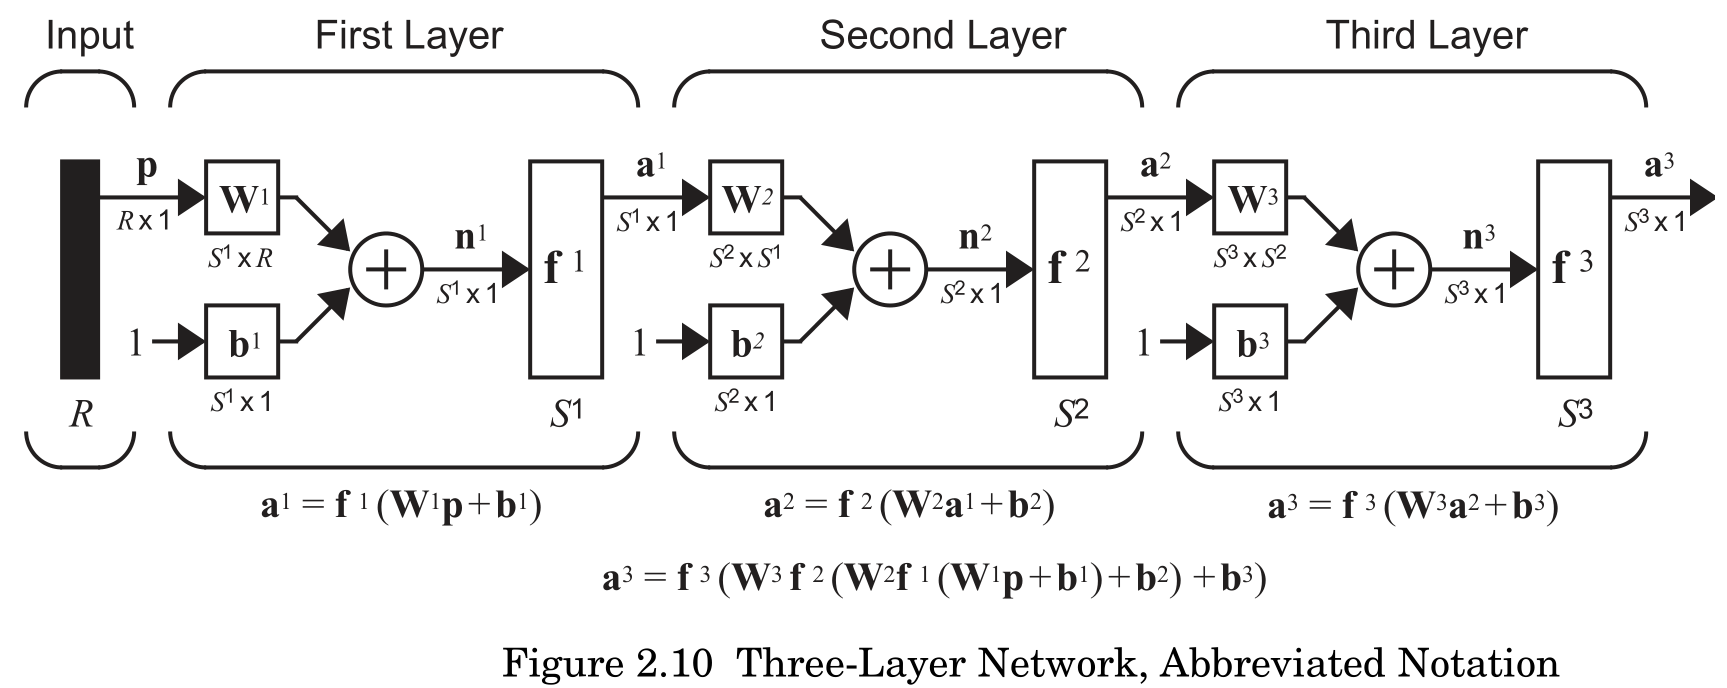 Input First Layer Second Layer Third Layer
p a¹ a² a³
W¹ W² W³
R x 1 S¹ x 1 S² x 1 S³ x 1
n¹ n² n³
S¹ x R f ¹ S² x S¹ f ² S³ x S² f ³
S¹ x 1 S² x 1 S³ x 1
1 b¹ 1 b² 1 b³
S¹ x 1 S² x 1 S³ x 1
R S¹ S² S³
a¹ = f ¹ (W¹p+b¹) a² = f ² (W²a¹+b²) a³ = f ³ (W³a²+b³)
a³ = f ³ (W³ f ² (W²f ¹ (W¹p+b¹)+b²) +b³)
Figure 2.10 Three-Layer Network, Abbreviated Notation